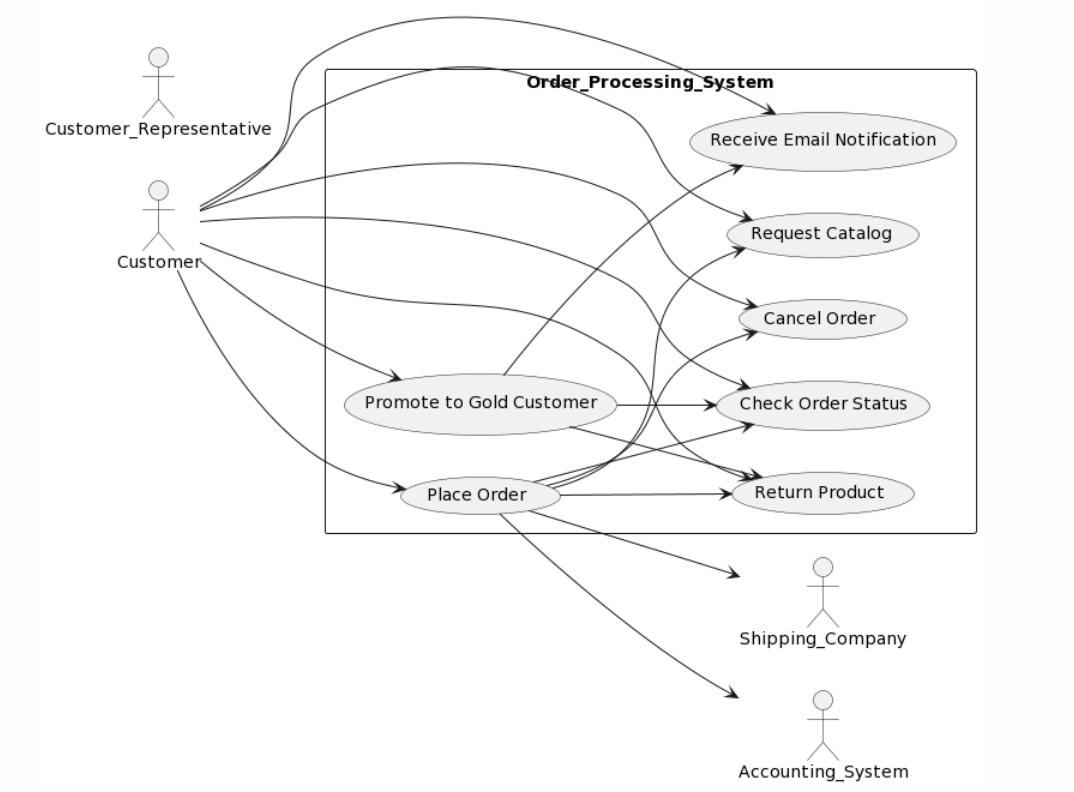 Order_Processing_System
Customer_Representative
Receive Email Notification
Request Catalog
Customer
Cancel Order
Promote to Gold Customer
Check Order Status
Place Order
Return Product
Shipping_Company
Accounting_System